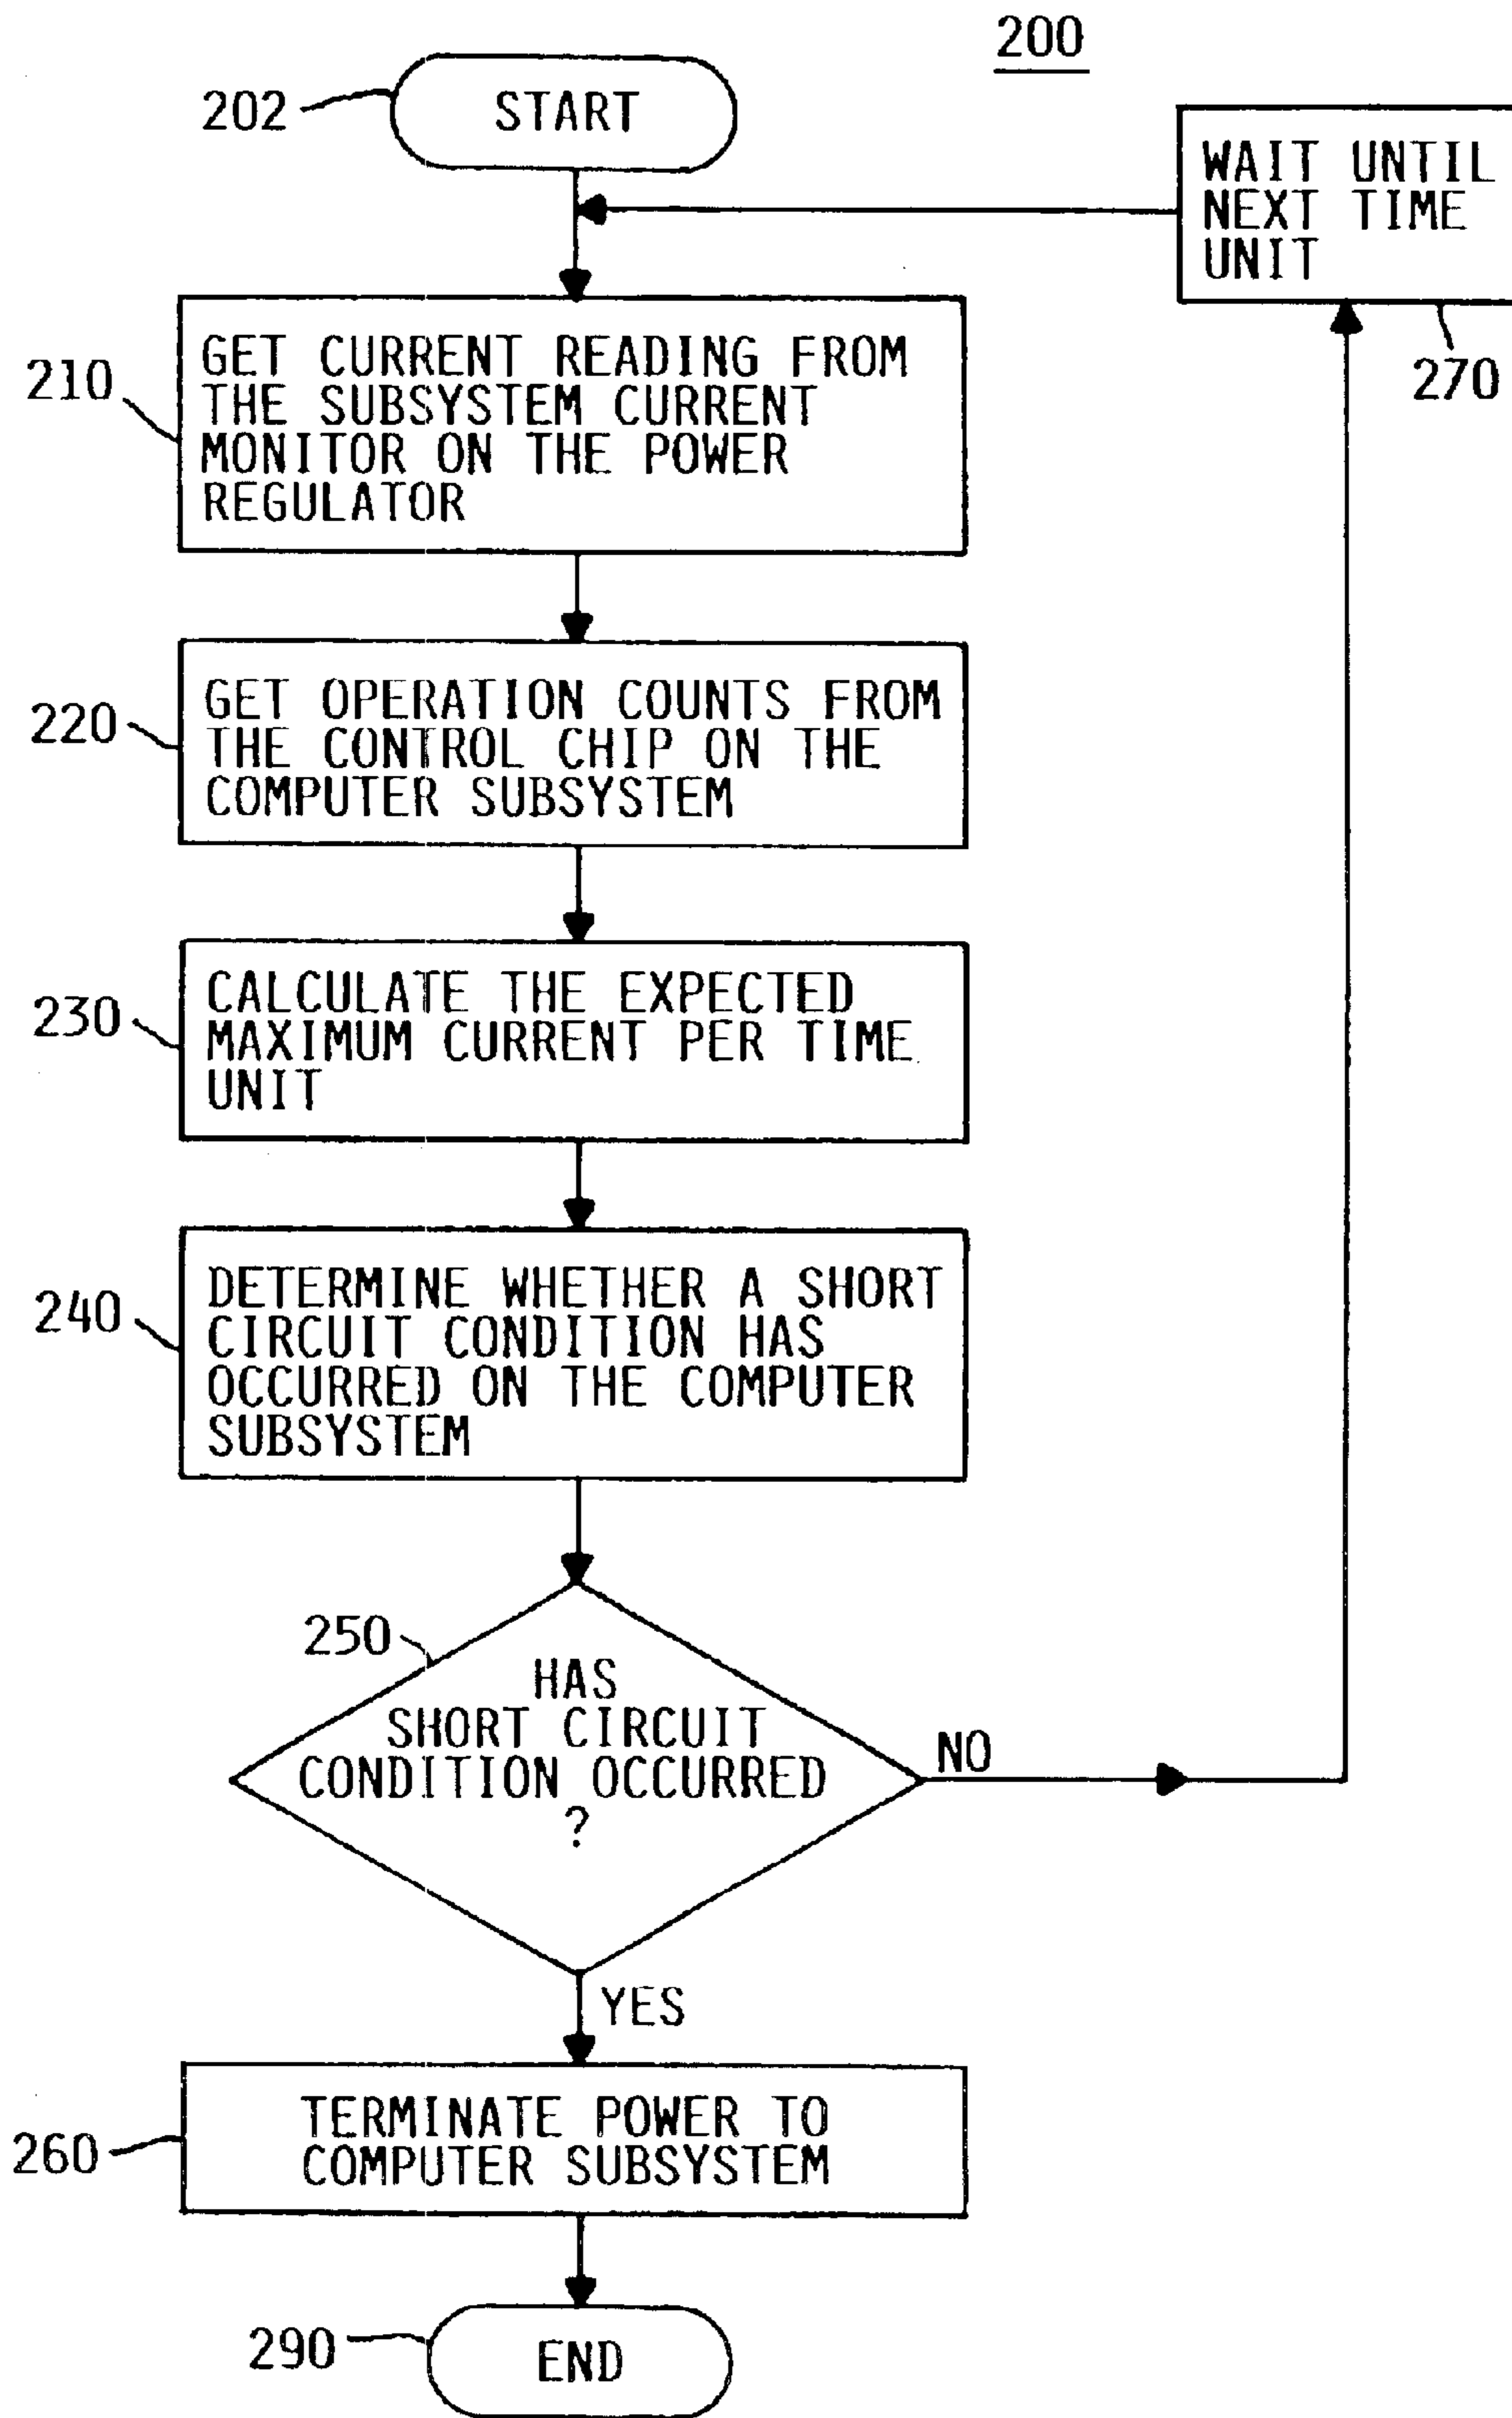 200
202
START
WAIT UNTIL
NEXT TIME
UNIT
270
210
GET CURRENT READING FROM
THE SUBSYSTEM CURRENT
MONITOR ON THE POWER
REGULATOR
220
GET OPERATION COUNTS FROM
THE CONTROL CHIP ON THE
COMPUTER SUBSYSTEM
230
CALCULATE THE EXPECTED
MAXIMUM CURRENT PER TIME
UNIT
240
DETERMINE WHETHER A SHORT
CIRCUIT CONDITION HAS
OCCURRED ON THE COMPUTER
SUBSYSTEM
250
HAS
SHORT CIRCUIT
CONDITION OCCURRED
?
NO
YES
260
TERMINATE POWER TO
COMPUTER SUBSYSTEM
290
END